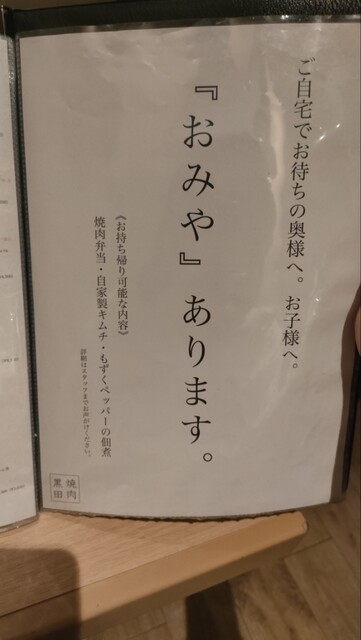 ご自宅でお待ちの奥様へ。お子様へ。
『おみや』あります。
《お持ち帰り可能な内容》
焼肉弁当・自家製キムチ・もずくペッパーの佃煮
詳細はスタッフまでお声がけください。
焼肉
黒田